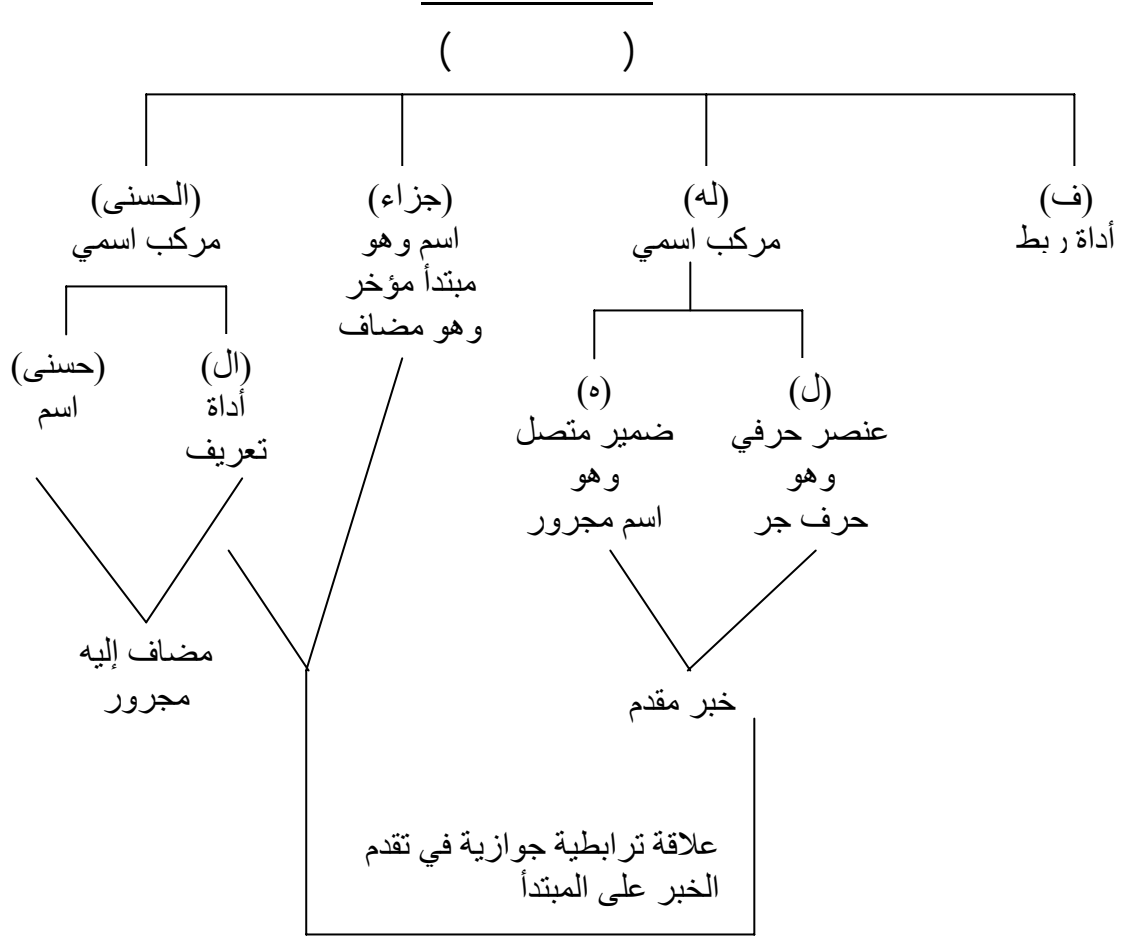 ( )
(ف)
أداة ربط
(له)
مركب اسمي
(جزاء)
اسم وهو
مبتدأ مؤخر
وهو مضاف
(الحسنى)
مركب اسمي
(ل)
عنصر حرفي
وهو
حرف جر
(ه)
ضمير متصل
وهو
اسم مجرور
(ال)
أداة
تعريف
(حسنى)
اسم
خبر مقدم
مضاف إليه
مجرور
علاقة ترابطية جوازية في تقدم
الخبر على المبتدأ